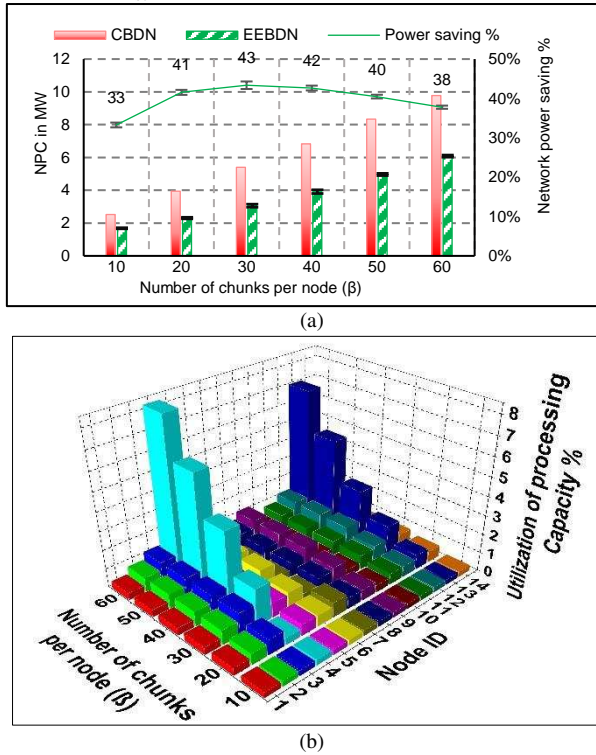 CBDN EEBDN Power saving %
12 50%
10 40%
8 30%
6 20%
4 10%
2 0%
0
33 41 43 42 40 38
NPC in MW
Network power saving %
10 20 30 40 50 60
Number of chunks per node (β)
(a)
8
7
6
5
4
3
2
1
0
Utilization of processing
Capacity %
60 50 40 30 20 10
Number of chunks
per node (ß)
1 2 3 4 5 6 7 8 9 10 11 12 13 14
Node ID
(b)